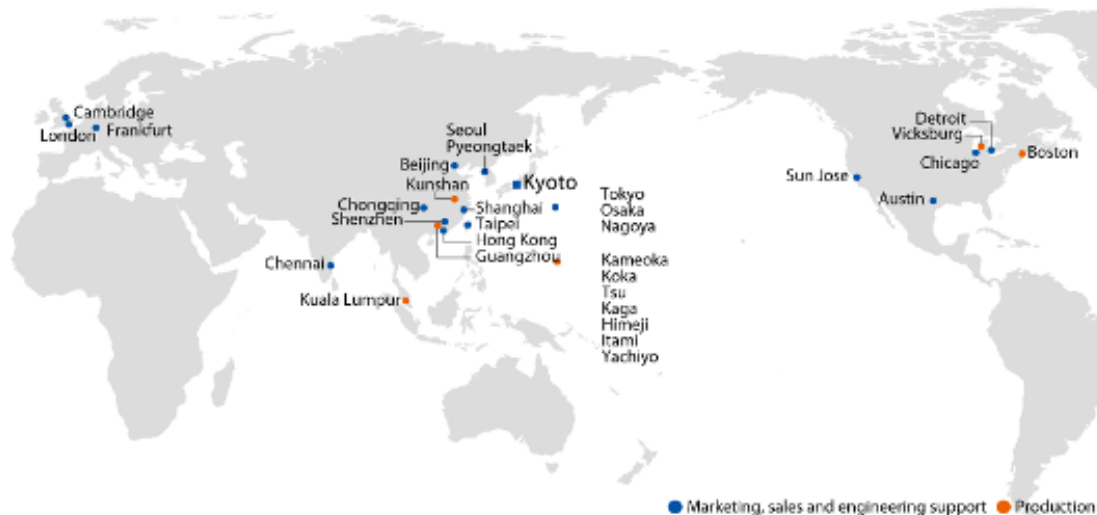 Cambridge
London
Frankfurt
Seoul
Pyeongtaek
Beijing
Kyoto
Kunshan
Chongqing
Shanghai
Shenzhen
Taipei
Hong Kong
Guangzhou
Chennai
Kuala Lumpur
Tokyo
Osaka
Nagoya
Kameoka
Koka
Tsu
Kaga
Himeji
Itami
Yachiyo
Detroit
Vicksburg
Chicago
Boston
Sun Jose
Austin
Marketing, sales and engineering support
Production